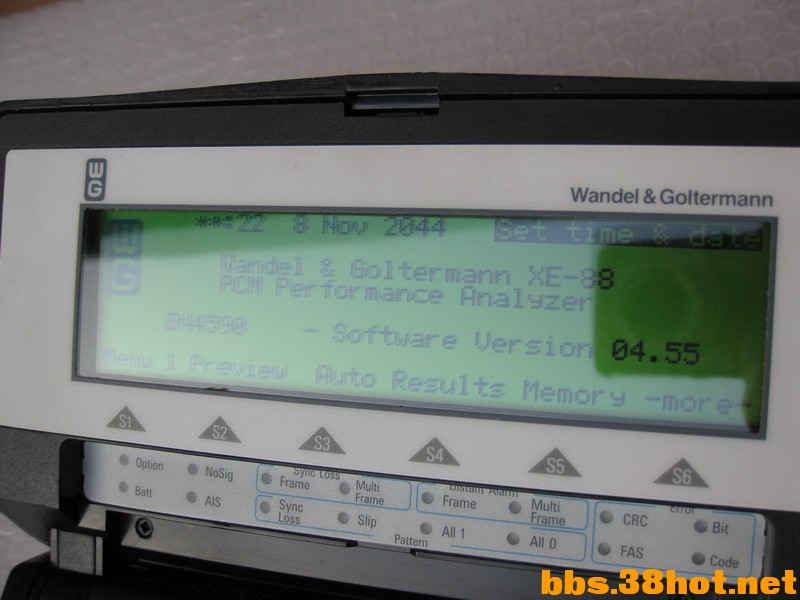 WG
Wandel & Goltermann
WG
**:22 8 Nov 2044 Set time & date
Wandel & Goltermann XE-88
PCM Performance Analyzer
BN4590 - Software Version 04.55
Menu 1 Preview Auto Results Memory -more-
S1 S2 S3 S4 S5 S6
Sync Loss Distant Alarm Error
Option NoSig Frame Multi Frame Frame Multi Frame CRC Bit
Batt AIS Sync Loss Slip All 1 All 0 FAS Code
Pattern
bbs.38hot.net